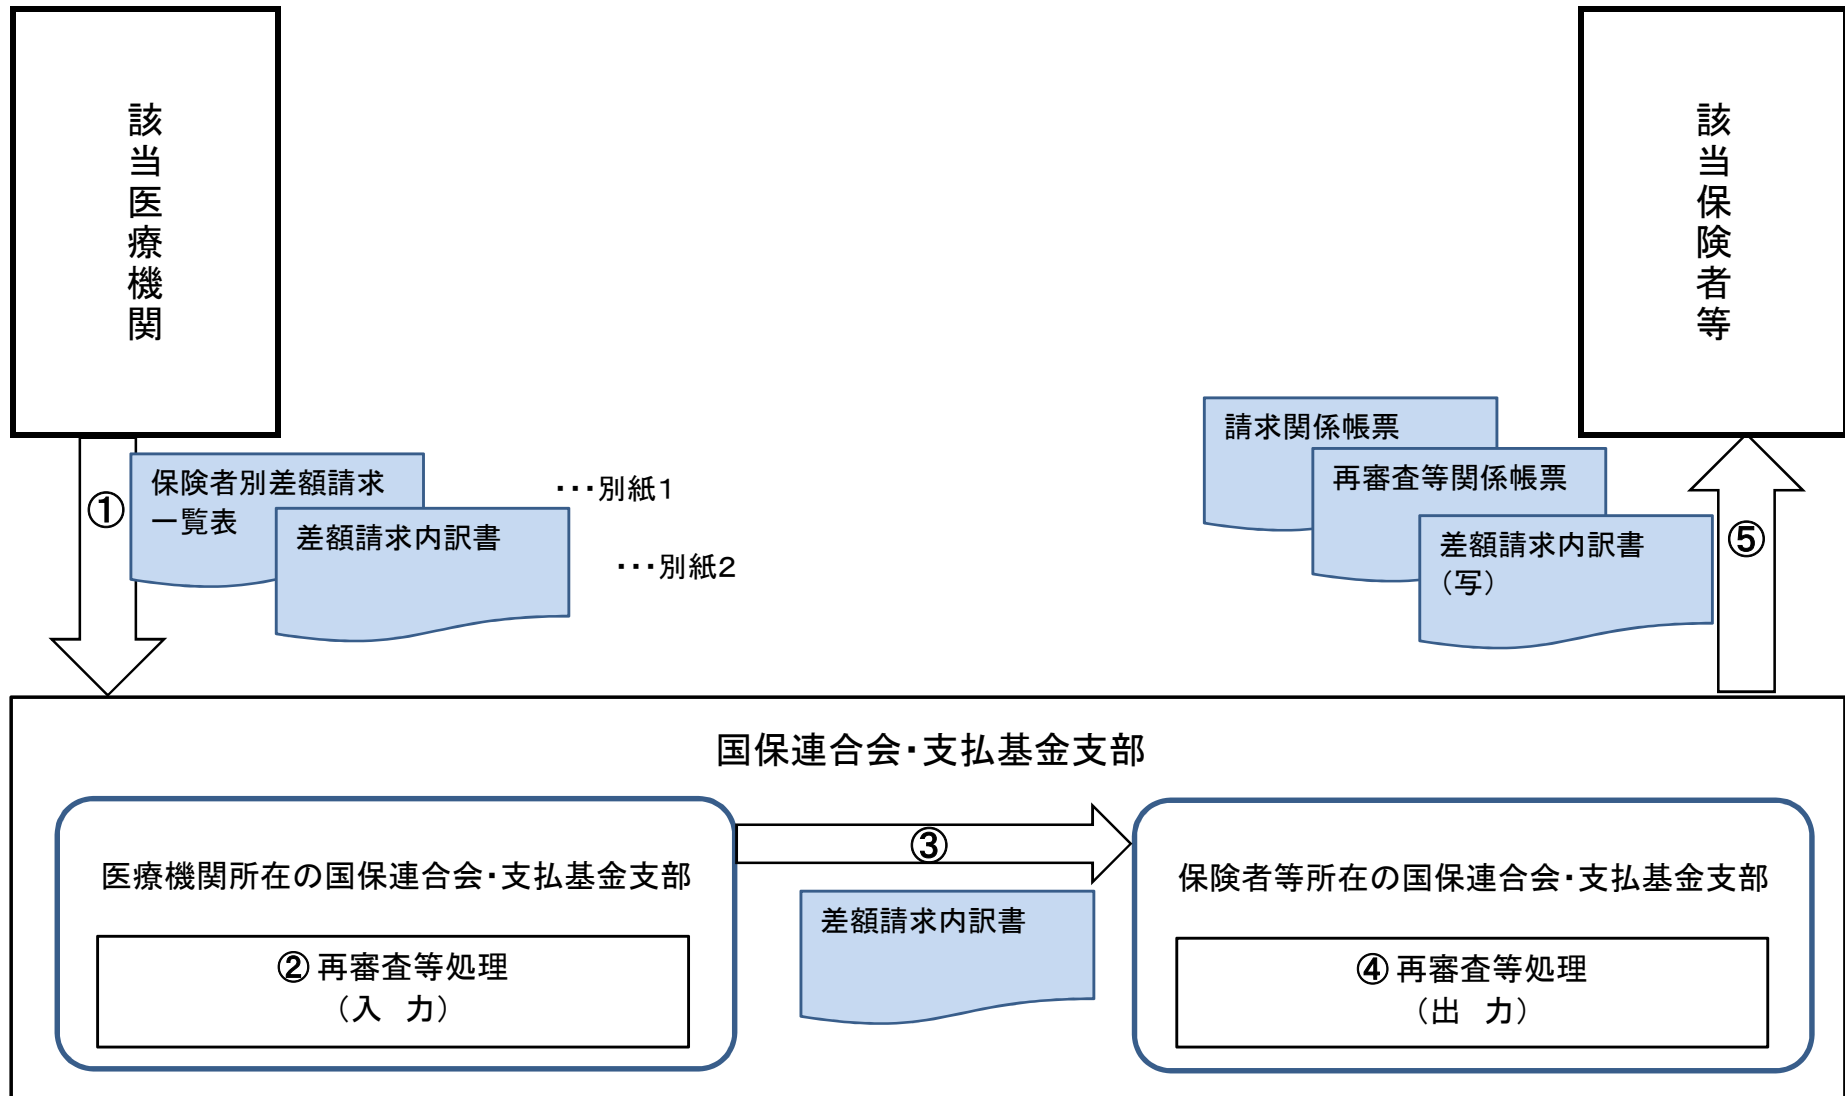 該当医療機関
該当保険者等
①
保険者別差額請求
一覧表
・・・別紙1
差額請求内訳書
・・・別紙2
請求関係帳票
再審査等関係帳票
差額請求内訳書
（写）
⑤
国保連合会・支払基金支部
医療機関所在の国保連合会・支払基金支部
②再審査等処理
（入　力）
③
差額請求内訳書
保険者等所在の国保連合会・支払基金支部
④再審査等処理
（出　力）